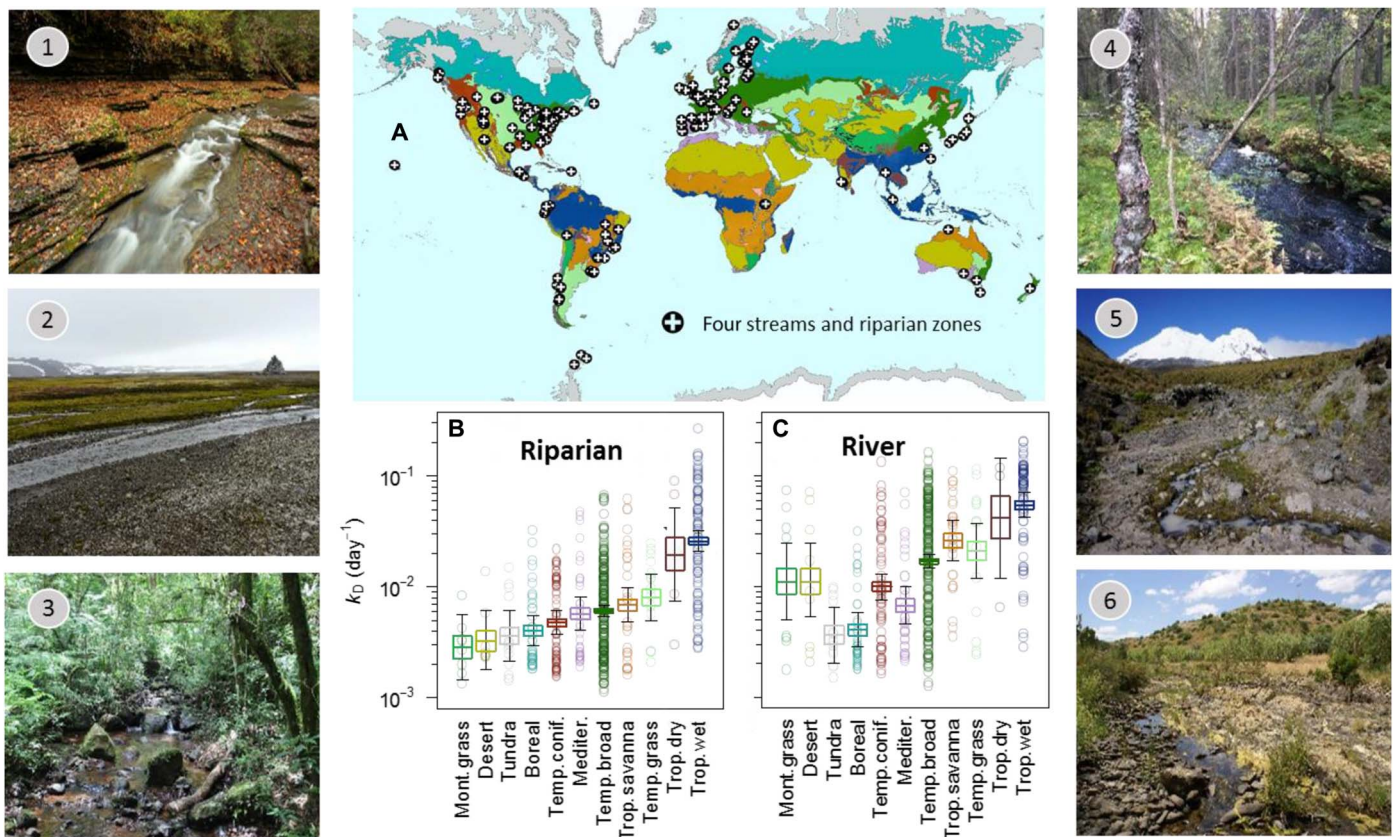 1
2
3
A
Four streams and riparian zones
4
5
6
B
Riparian
C
River
k_D (day⁻¹)
10⁻¹
10⁻²
10⁻³
Mont. grass
Desert
Tundra
Boreal
Temp. conif.
Mediter.
Temp. broad
Trop. savanna
Temp. grass
Trop. dry
Trop. wet
Mont. grass
Desert
Tundra
Boreal
Temp. conif.
Mediter.
Temp. broad
Trop. savanna
Temp. grass
Trop. dry
Trop. wet